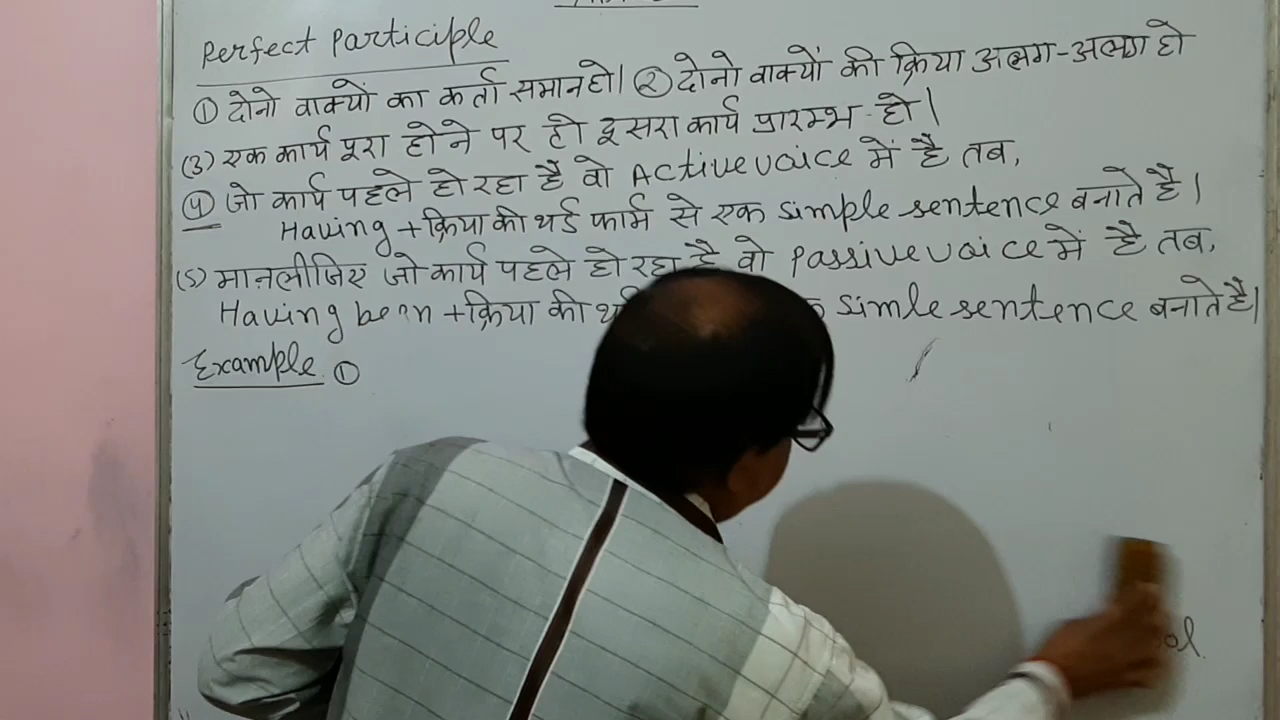 Perfect Participle
① दोनो वाक्यों का कर्ता समान हो। ② दोनो वाक्यों की क्रिया अलग-अलग हो
(3) एक कार्य पूरा होने पर ही दूसरा कार्य प्रारम्भ हो।
④ जो कार्य पहले हो रहा है वो Active voice में है तब,
Having + क्रिया की थर्ड फार्म से एक simple sentence बनाते है।
(5) मानलीजिए जो कार्य पहले हो रहा है वो passive voice में है तब,
Having been + क्रिया की simle sentence बनाते है।
Example ①